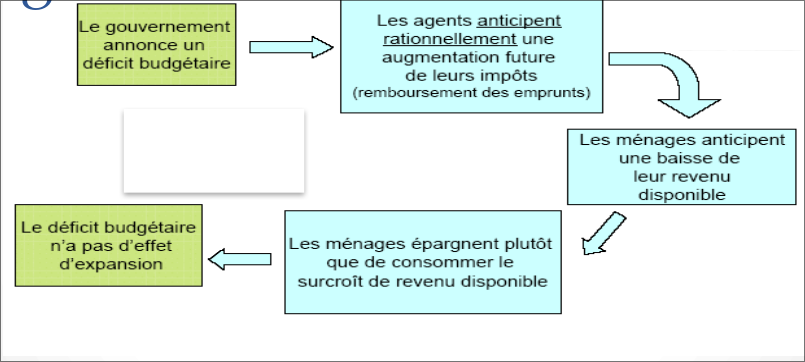 Le gouvernement
annonce un
déficit budgétaire
Les agents anticipent
rationnellement une
augmentation future
de leurs impôts
(remboursement des emprunts)
Les ménages anticipent
une baisse de
leur revenu
disponible
Les ménages épargnent plutôt
que de consommer le
surcroît de revenu disponible
Le déficit budgétaire
n’a pas d’effet
d’expansion